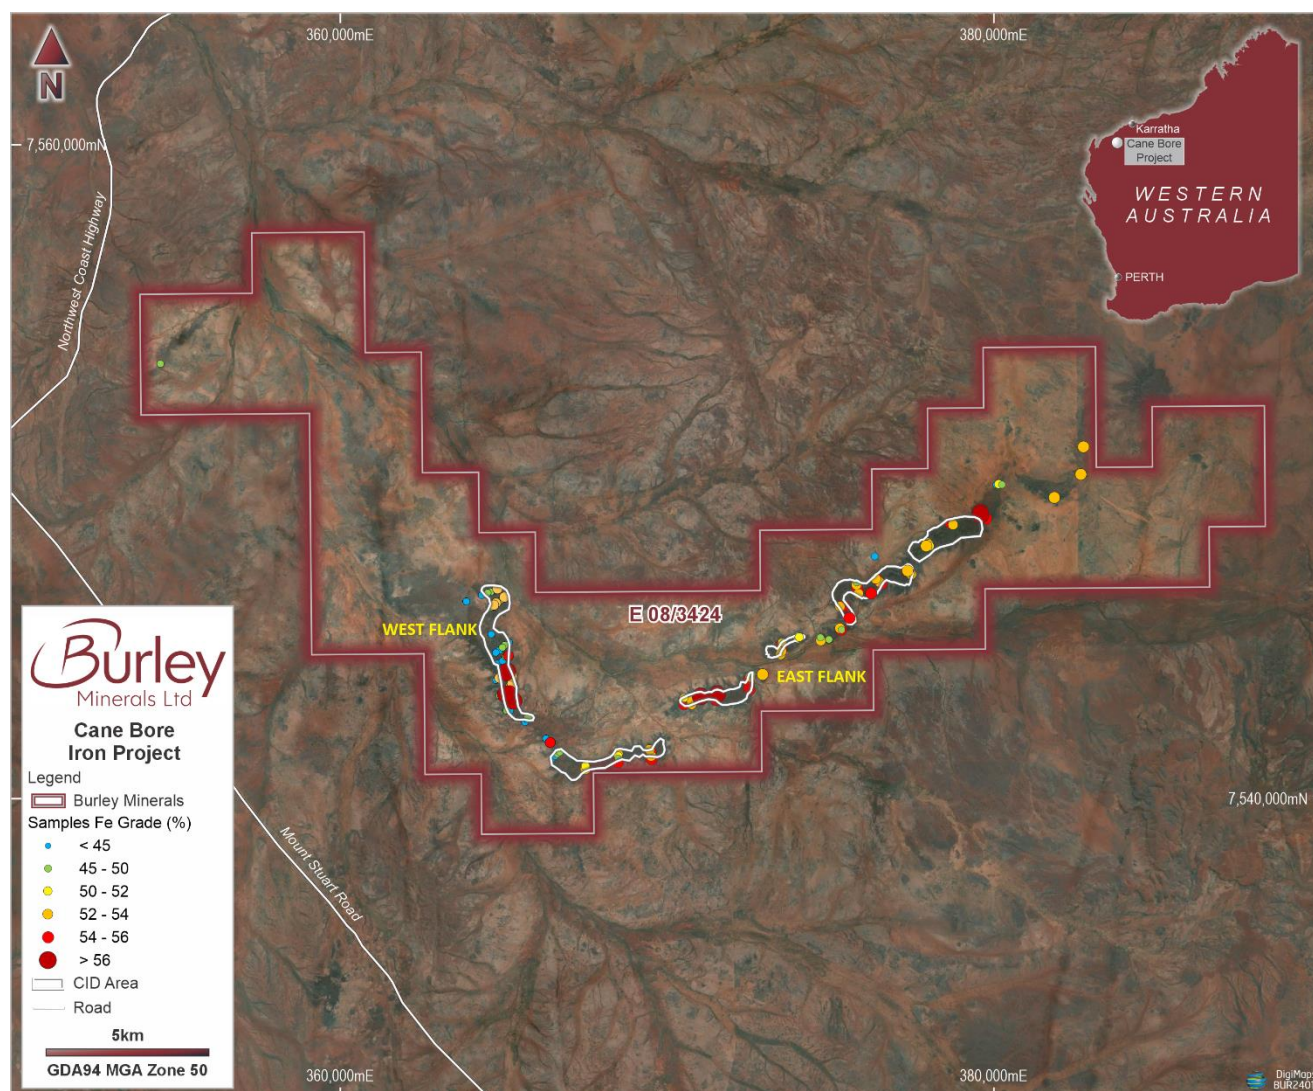 360,000mE
380,000mE
N
7,560,000mN
Karratha
Cane Bore
Project
WESTERN
AUSTRALIA
PERTH
Northwest Coast Highway
E 08/3424
WEST FLANK
EAST FLANK
Burley
Minerals Ltd
Cane Bore
Iron Project
Legend
Burley Minerals
Samples Fe Grade (%)
< 45
45 - 50
50 - 52
52 - 54
54 - 56
> 56
CID Area
Road
5km
GDA94 MGA Zone 50
7,540,000mN
Mount Stuart Road
360,000mE
380,000mE
DigiMap